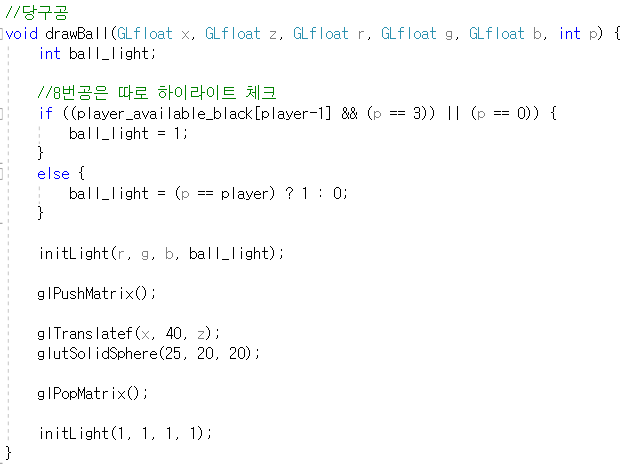 //당구공
void drawBall(GLfloat x, GLfloat z, GLfloat r, GLfloat g, GLfloat b, int p) {
int ball_light;
//8번공은 따로 하이라이트 체크
if ((player_available_black[player-1] && (p == 3)) || (p == 0)) {
ball_light = 1;
}
else {
ball_light = (p == player) ? 1 : 0;
}
initLight(r, g, b, ball_light);
glPushMatrix();
glTranslatef(x, 40, z);
glutSolidSphere(25, 20, 20);
glPopMatrix();
initLight(1, 1, 1, 1);
}